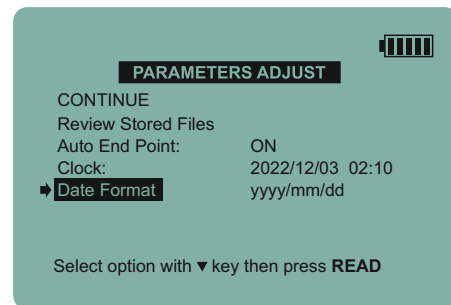 PARAMETERS ADJUST
CONTINUE
Review Stored Files
Auto End Point: ON
Clock: 2022/12/03 02:10
Date Format yyyy/mm/dd
Select option with ▼ key then press READ